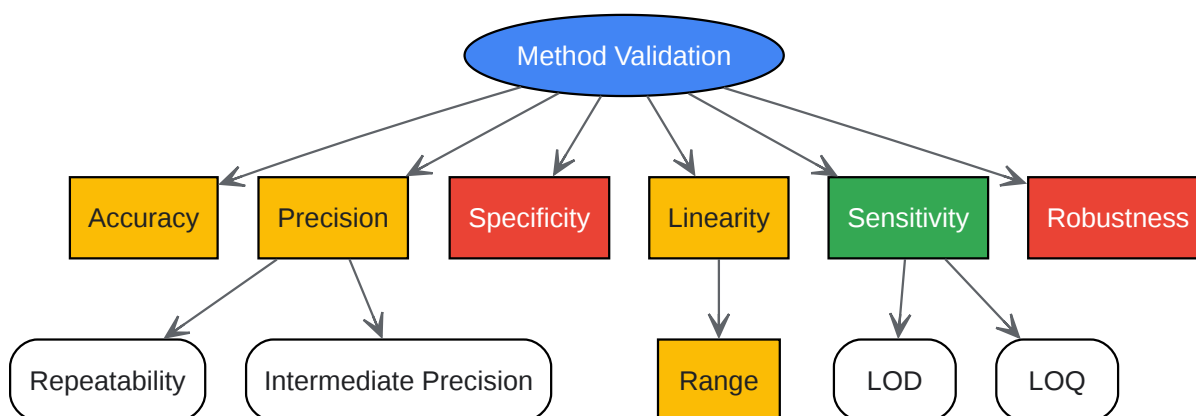 Method Validation
Accuracy
Precision
Specificity
Linearity
Sensitivity
Robustness
Repeatability
Intermediate Precision
Range
LOD
LOQ